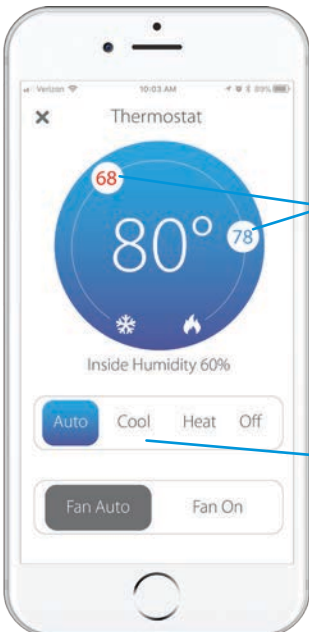 Verizon 10:03 AM 89%
Thermostat
68
80°
78
Inside Humidity 60%
Auto Cool Heat Off
Fan Auto Fan On